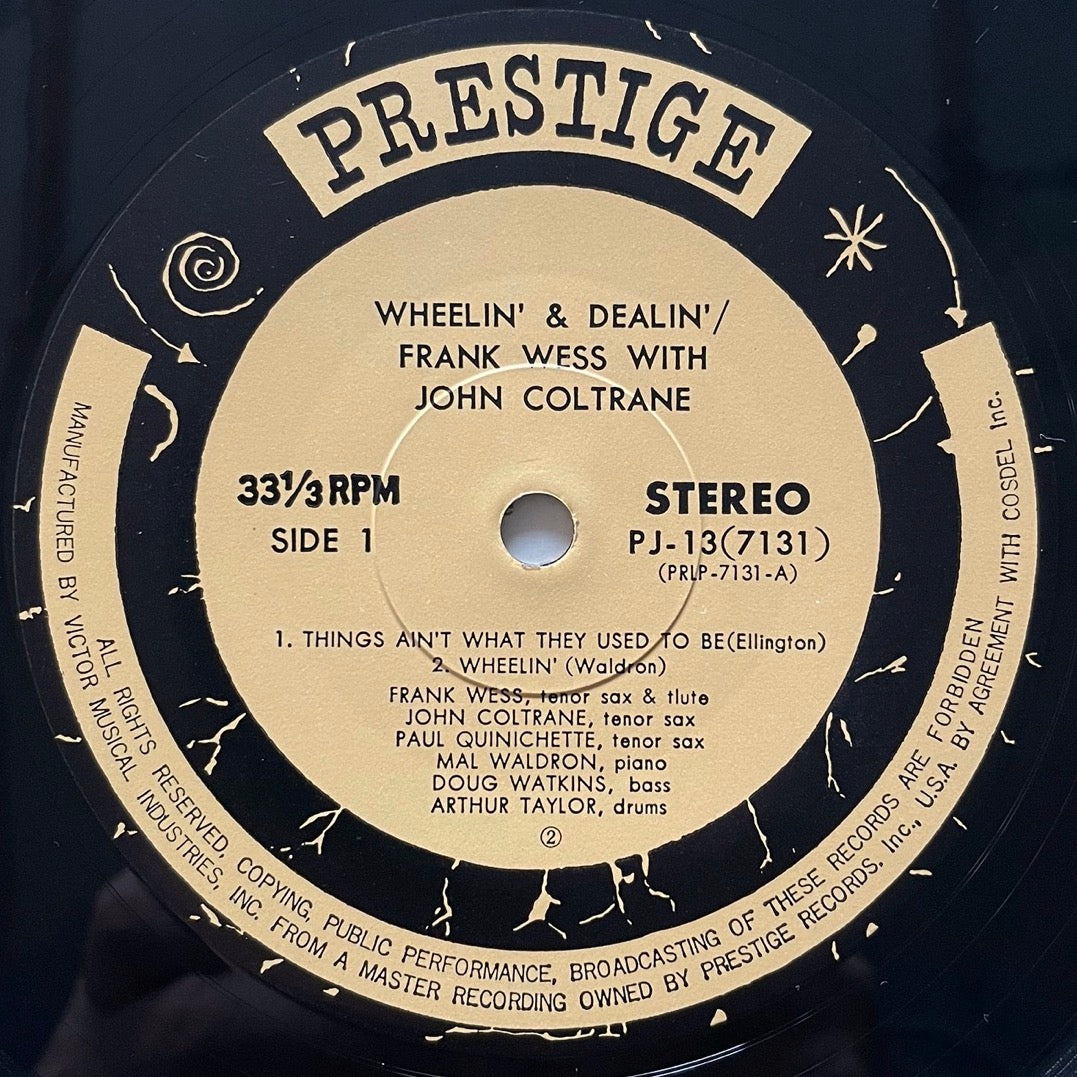 PRESTIGE
WHEELIN' & DEALIN'/
FRANK WESS WITH
JOHN COLTRANE
33⅓ RPM
SIDE 1
STEREO
PJ-13(7131)
(PRLP-7131-A)
1. THINGS AIN'T WHAT THEY USED TO BE(Ellington)
2. WHEELIN' (Waldron)
FRANK WESS, tenor sax & tlute
JOHN COLTRANE, tenor sax
PAUL QUINICHETTE, tenor sax
MAL WALDRON, piano
DOUG WATKINS, bass
ARTHUR TAYLOR, drums
②
ALL RIGHTS RESERVED, COPYING, PUBLIC PERFORMANCE, BROADCASTING OF THESE RECORDS ARE FORBIDDEN
MANUFACTURED BY VICTOR MUSICAL INDUSTRIES, INC. FROM A MASTER RECORDING OWNED BY PRESTIGE RECORDS, Inc., U.S.A. BY AGREEMENT WITH COSDEL Inc.